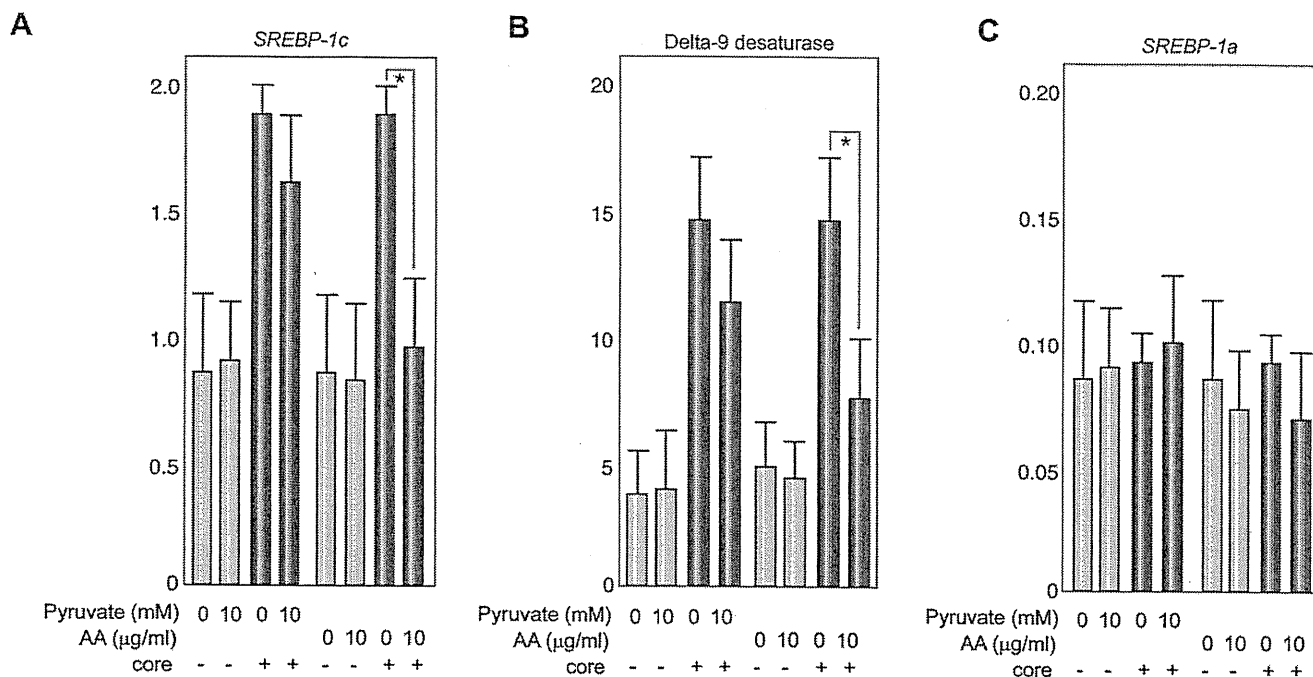 A
SREBP-1c
2.0
1.5
1.0
0.5
0
*
Pyruvate (mM) 0 10 0 10
AA (μg/ml) 0 10 0 10
core - - + + - - + +
B
Delta-9 desaturase
20
15
10
5
0
*
Pyruvate (mM) 0 10 0 10
AA (μg/ml) 0 10 0 10
core - - + + - - + +
C
SREBP-1a
0.20
0.15
0.10
0.05
0
Pyruvate (mM) 0 10 0 10
AA (μg/ml) 0 10 0 10
core - - + + - - + +